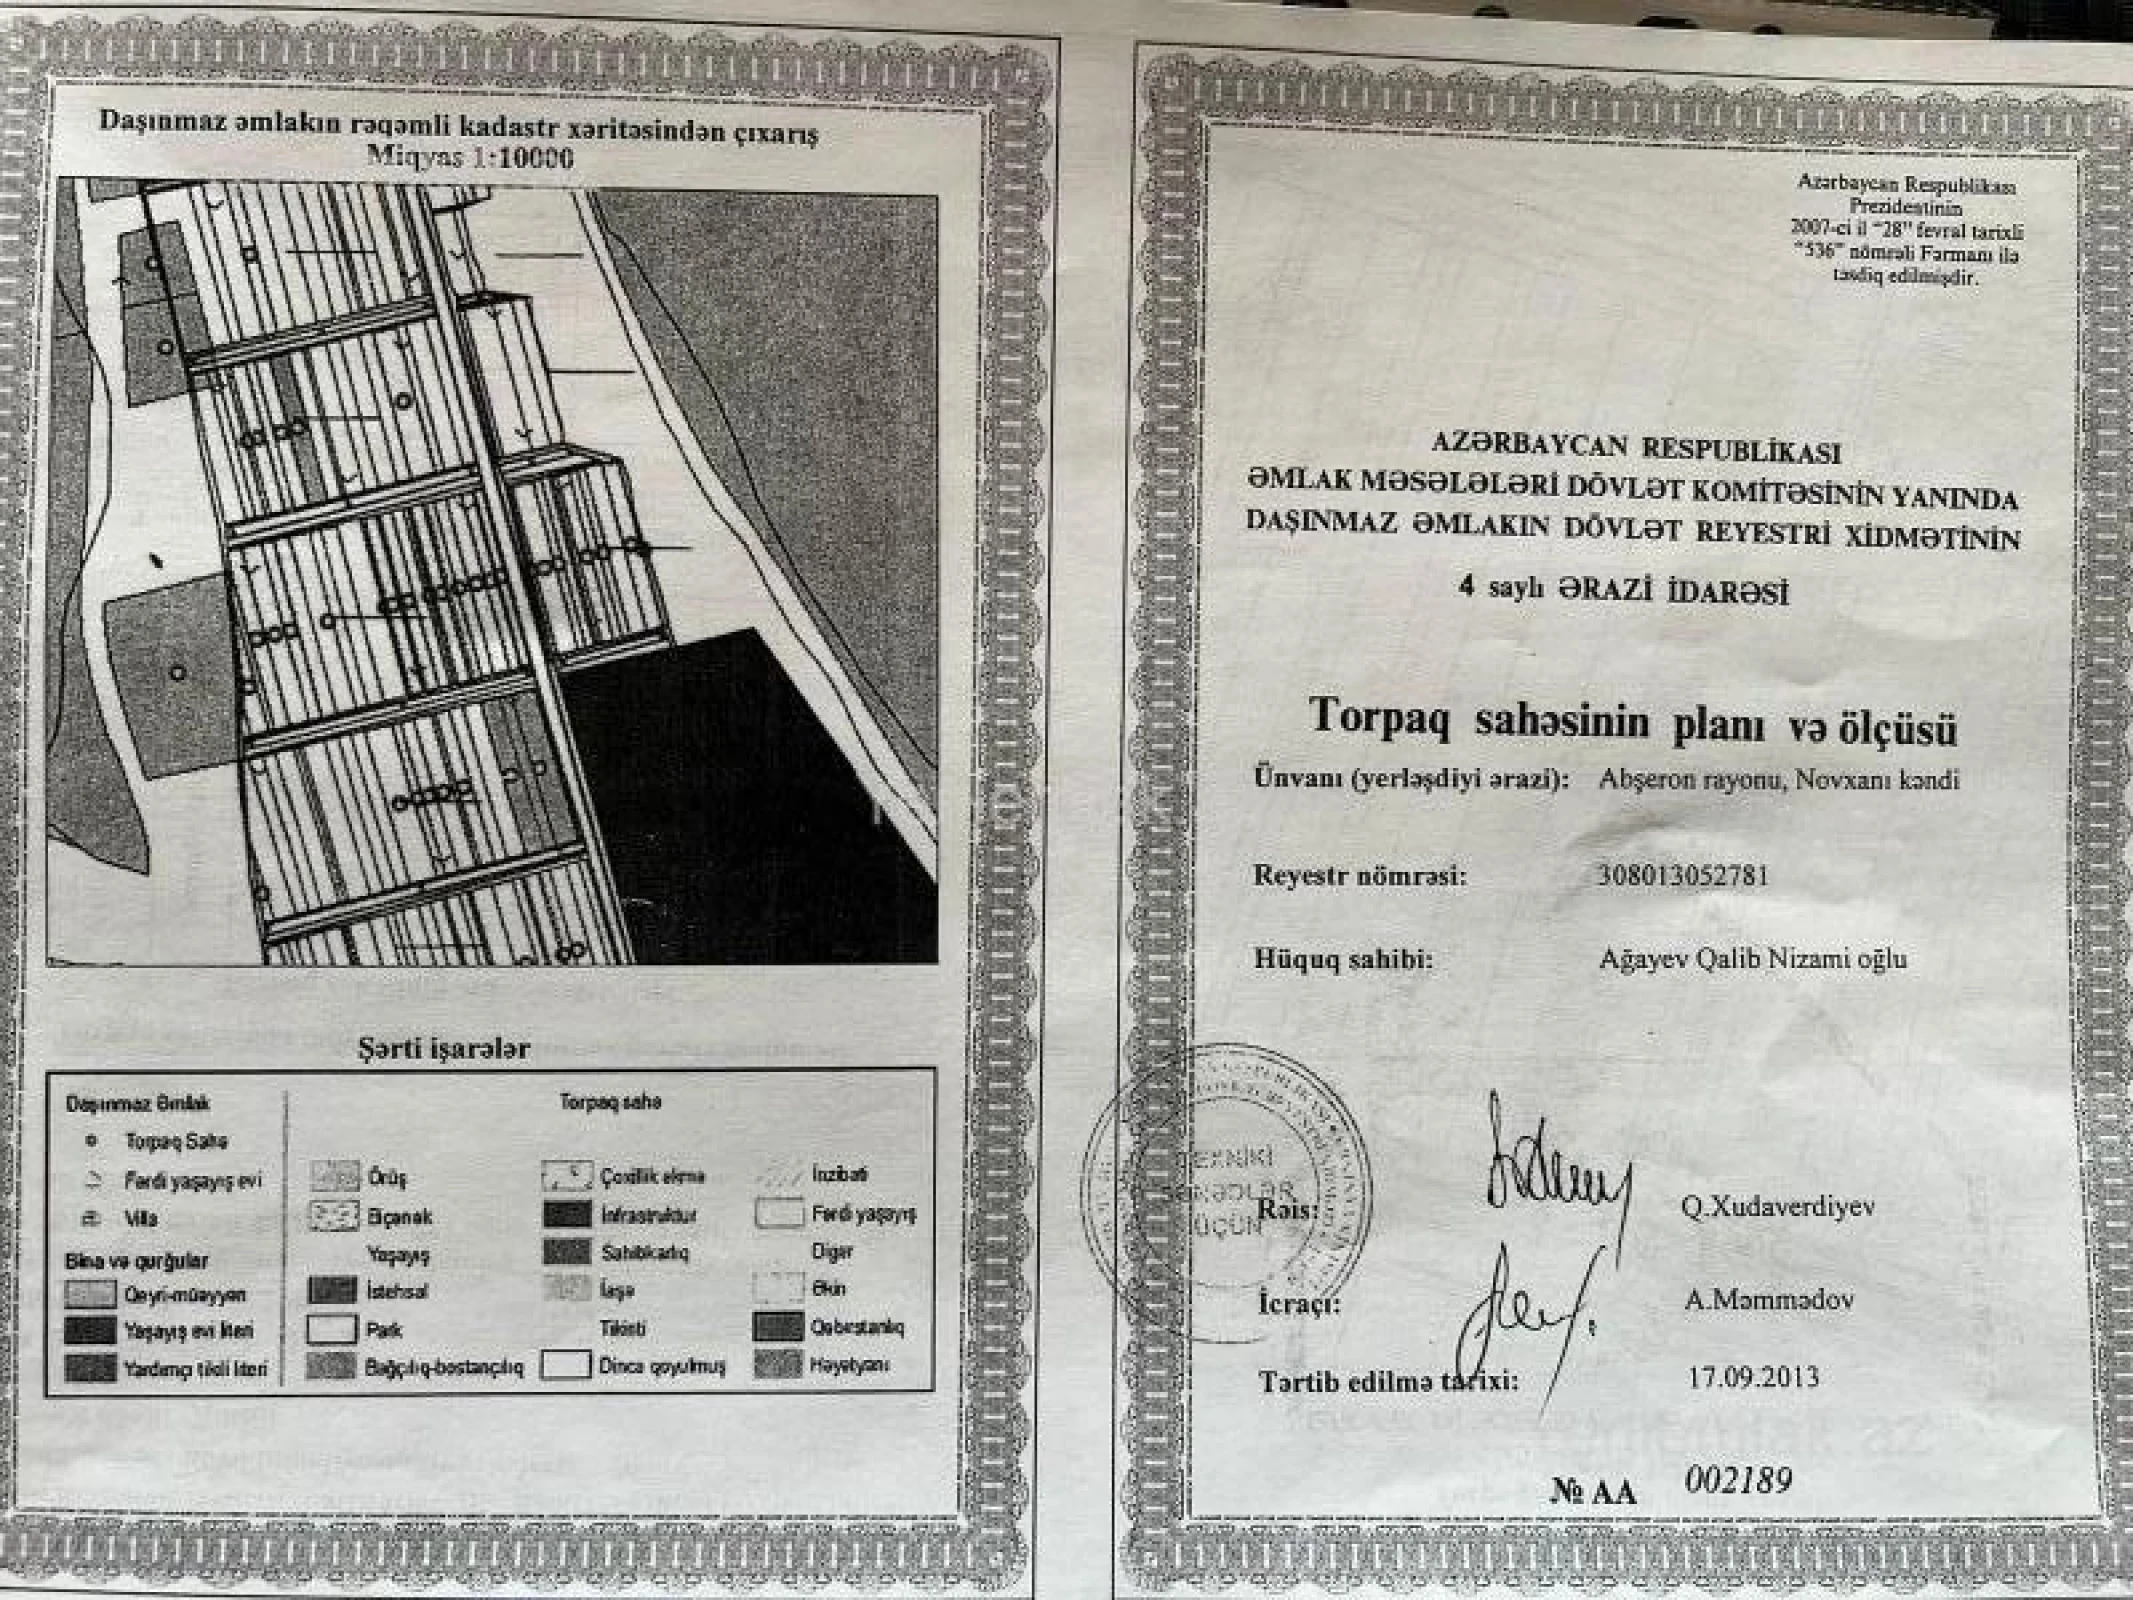 Daşınmaz əmlakın rəqəmli kadastr xəritəsindən çıxarış
Miqyas 1:10000
Şərti işarələr
Daşınmaz Əmlak
Torpaq Sahə
Fərdi yaşayış evi
Villa
Bina və qurğular
Qeyri-müəyyən
Yaşayış evi literi
Yardımçı tikili literi
Torpaq sahə
Örüş
Biçənək
Yaşayış
İstehsal
Park
Bağçılıq-bostançılıq
Çoxillik əkmə
İnfrastruktur
Sahibkarlıq
İaşə
Tikinti
Dincə qoyulmuş
İnzibati
Fərdi yaşayış
Digər
Əkin
Qəbirstanlıq
Həyətyanı
Azərbaycan Respublikası
Prezidentinin
2007-ci il "28" fevral tarixli
"536" nömrəli Fərmanı ilə
təsdiq edilmişdir.
AZƏRBAYCAN RESPUBLİKASI
ƏMLAK MƏSƏLƏLƏRİ DÖVLƏT KOMİTƏSİNİN YANINDA
DAŞINMAZ ƏMLAKIN DÖVLƏT REYESTRİ XİDMƏTİNİN
4 saylı ƏRAZİ İDARƏSİ
Torpaq sahəsinin planı və ölçüsü
Ünvanı (yerləşdiyi ərazi): Abşeron rayonu, Novxanı kəndi
Reyestr nömrəsi: 308013052781
Hüquq sahibi: Ağayev Qalib Nizami oğlu
Rəis: Q.Xudaverdiyev
İcraçı: A.Məmmədov
Tərtib edilmə tarixi: 17.09.2013
№ AA 002189